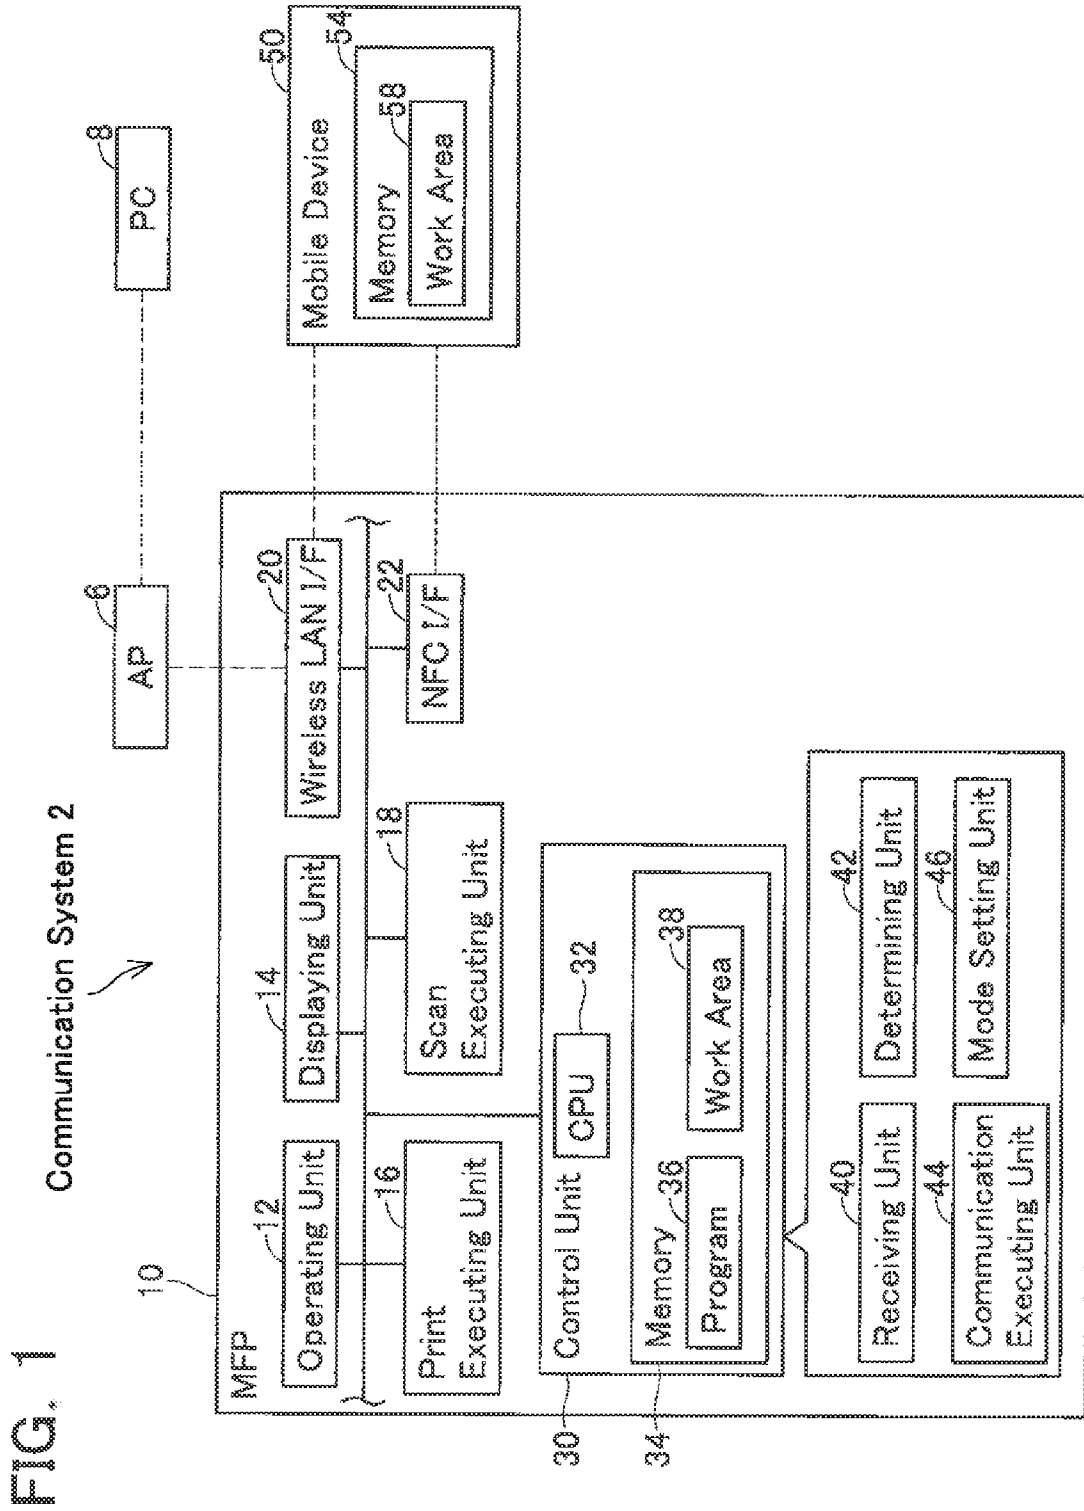 FIG. 1
Communication System 2
AP
6
PC
8
10
MFP
12
Operating Unit
14
Displaying Unit
20
Wireless LAN I/F
16
Print
Executing Unit
18
Scan
Executing Unit
22
NFC I/F
50
Mobile Device
54
Memory
58
Work Area
30
Control Unit
CPU
32
34
Memory
36
Program
38
Work Area
40
Receiving Unit
42
Determining Unit
44
Communication
Executing Unit
46
Mode Setting Unit